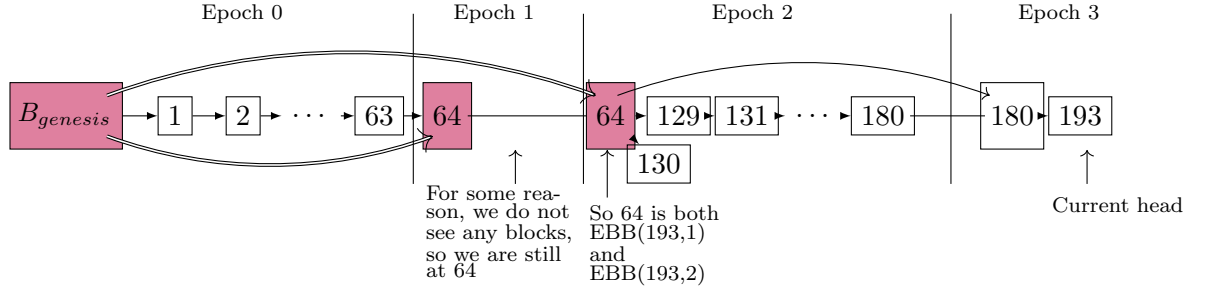 Epoch 0 Epoch 1 Epoch 2 Epoch 3
B_genesis 1 2 ··· 63 64 64 129 131 ··· 180 180 193
130
For some rea-
son, we do not
see any blocks,
so we are still
at 64
So 64 is both
EBB(193,1)
and
EBB(193,2)
Current head